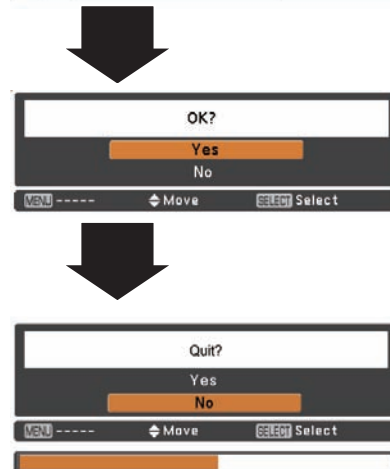 OK?
Yes
No
MENU ----- Move SELECT Select
Quit?
Yes
No
MENU ----- Move SELECT Select